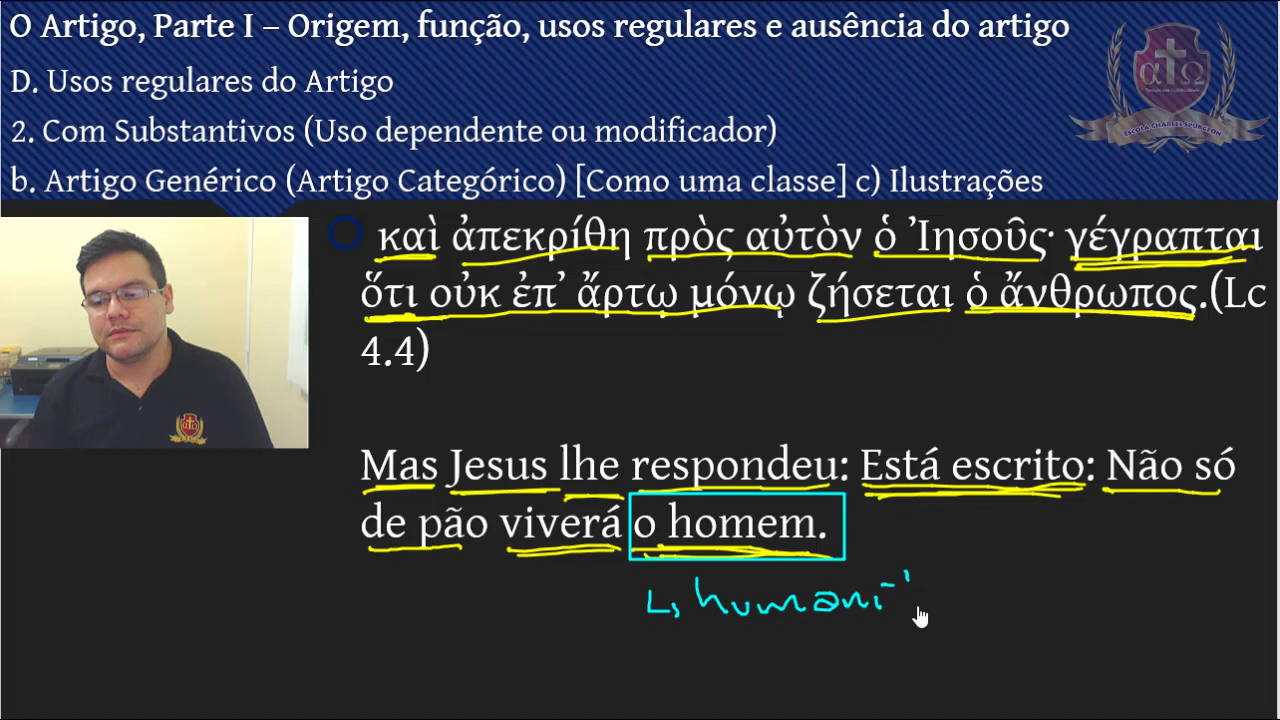 O Artigo, Parte I – Origem, função, usos regulares e ausência do artigo
D. Usos regulares do Artigo
2. Com Substantivos (Uso dependente ou modificador)
b. Artigo Genérico (Artigo Categórico) [Como uma classe] c) Ilustrações
α Ω
ESCOLA CHARLES SPURGEON
καὶ ἀπεκρίθη πρὸς αὐτὸν ὁ Ἰησοῦς· γέγραπται
ὅτι οὐκ ἐπ’ ἄρτῳ μόνῳ ζήσεται ὁ ἄνθρωπος.(Lc
4.4)
Mas Jesus lhe respondeu: Está escrito: Não só
de pão viverá o homem.